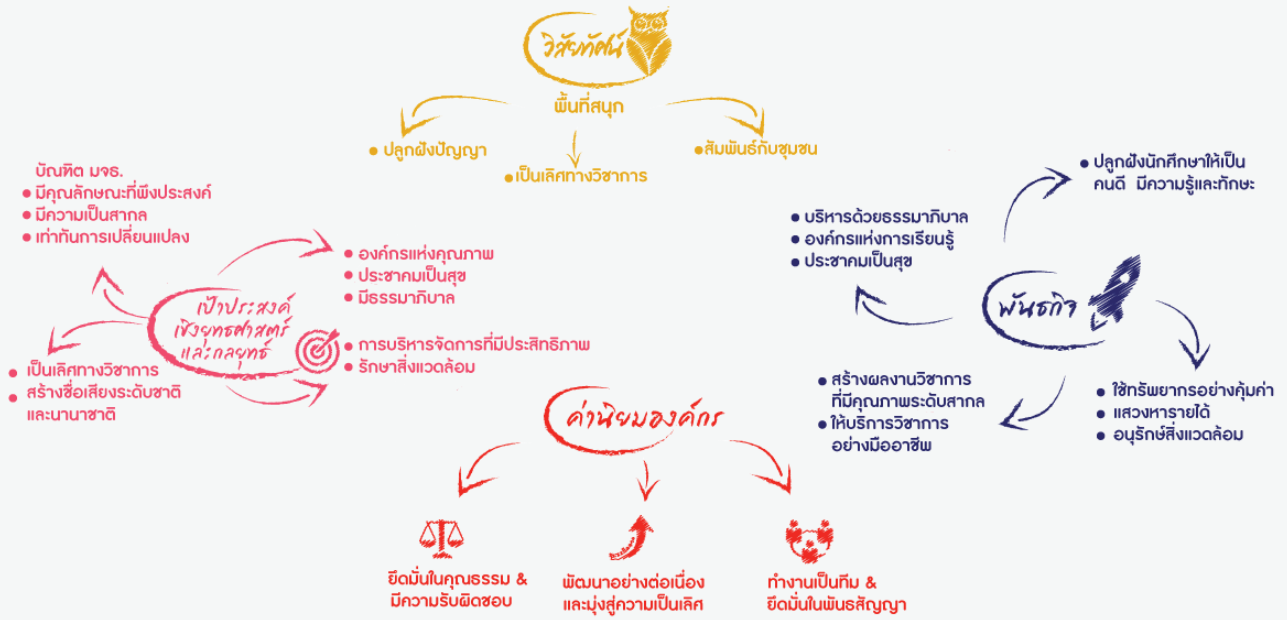 วิสัยทัศน์
พื้นที่สนุก
• ปลูกฝังปัญญา
• เป็นเลิศทางวิชาการ
• สัมพันธ์กับชุมชน
เป้าประสงค์
เชิงยุทธศาสตร์
และกลยุทธ์
บัณฑิต มจธ.
• มีคุณลักษณะที่พึงประสงค์
• มีความเป็นสากล
• เท่าทันการเปลี่ยนแปลง
• องค์กรแห่งคุณภาพ
• ประชาคมเป็นสุข
• มีธรรมาภิบาล
• การบริหารจัดการที่มีประสิทธิภาพ
• รักษาสิ่งแวดล้อม
• เป็นเลิศทางวิชาการ
• สร้างชื่อเสียงระดับชาติ
และนานาชาติ
พันธกิจ
• ปลูกฝังนักศึกษาให้เป็น
คนดี มีความรู้และทักษะ
• บริหารด้วยธรรมาภิบาล
• องค์กรแห่งการเรียนรู้
• ประชาคมเป็นสุข
• สร้างผลงานวิชาการ
ที่มีคุณภาพระดับสากล
• ให้บริการวิชาการ
อย่างมืออาชีพ
• ใช้ทรัพยากรอย่างคุ้มค่า
• แสวงหารายได้
• อนุรักษ์สิ่งแวดล้อม
ค่านิยมองค์กร
ยึดมั่นในคุณธรรม &
มีความรับผิดชอบ
พัฒนาอย่างต่อเนื่อง
และมุ่งสู่ความเป็นเลิศ
ทำงานเป็นทีม &
ยึดมั่นในพันธสัญญา